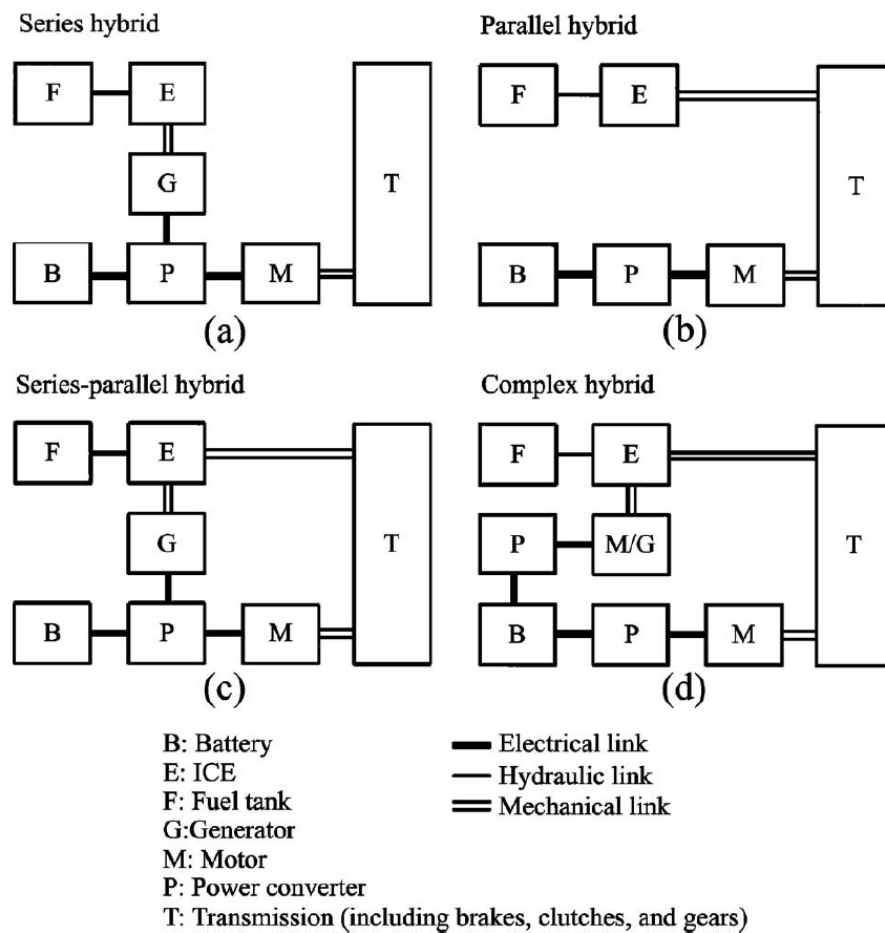 Series hybrid
F E
G
T
B P M
(a)
Parallel hybrid
F E
T
B P M
(b)
Series-parallel hybrid
F E
G
T
B P M
(c)
Complex hybrid
F E
P M/G
T
B P M
(d)
B: Battery
E: ICE
F: Fuel tank
G:Generator
M: Motor
P: Power converter
T: Transmission (including brakes, clutches, and gears)
Electrical link
Hydraulic link
Mechanical link